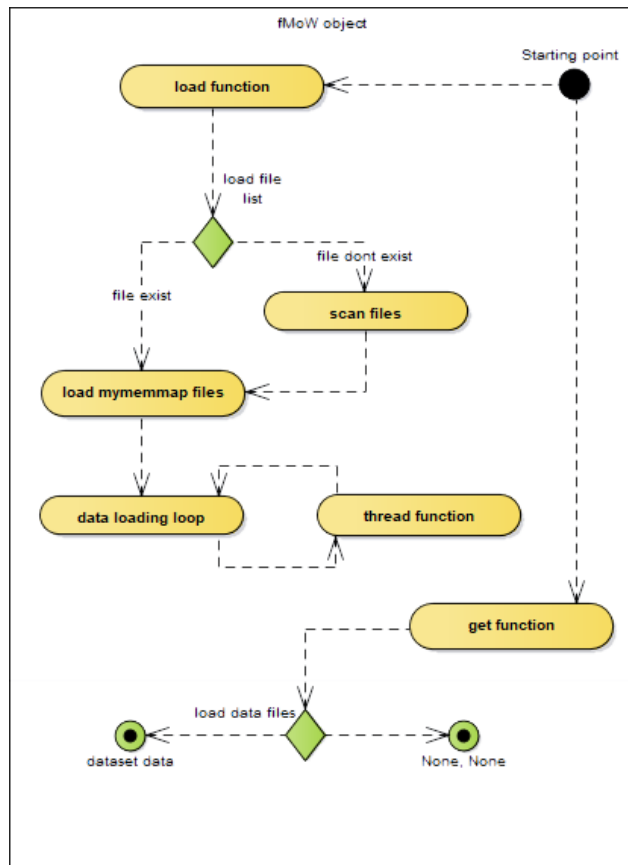 fMoW object
Starting point
load function
load file
list
file dont exist
file exist
scan files
load mymemmap files
data loading loop
thread function
get function
load data files
dataset data
None, None